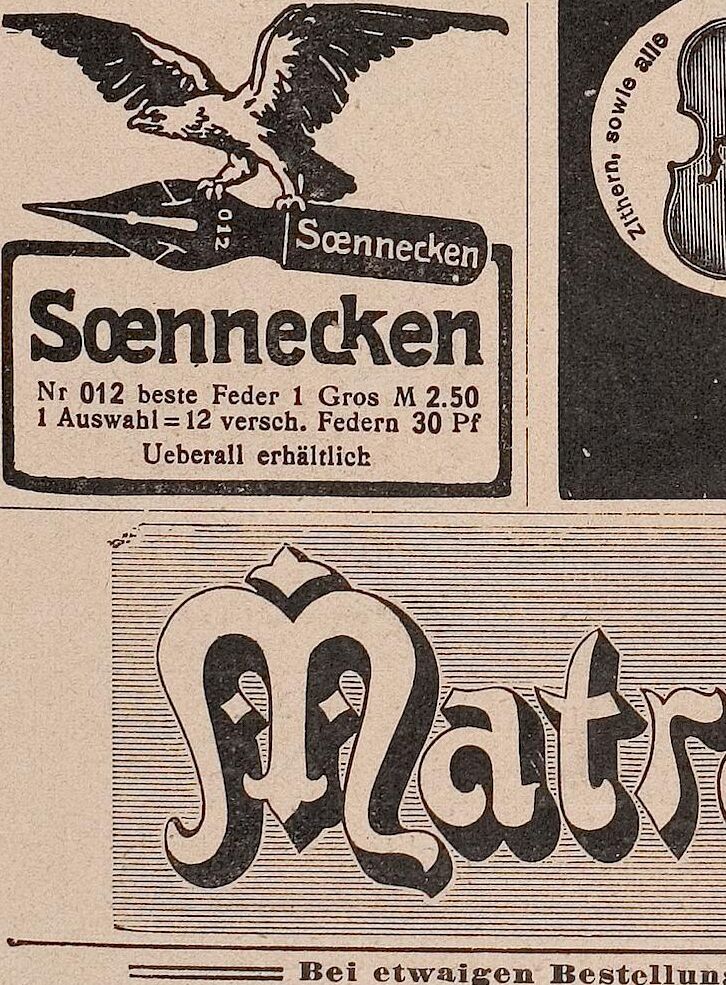 012
Sœnnecken
Sœnnecken
Nr 012 beste Feder 1 Gros M 2.50
1 Auswahl = 12 versch. Federn 30 Pf
Ueberall erhältlich
Zithern, sowie alle
Matr
Bei etwaigen Bestellun